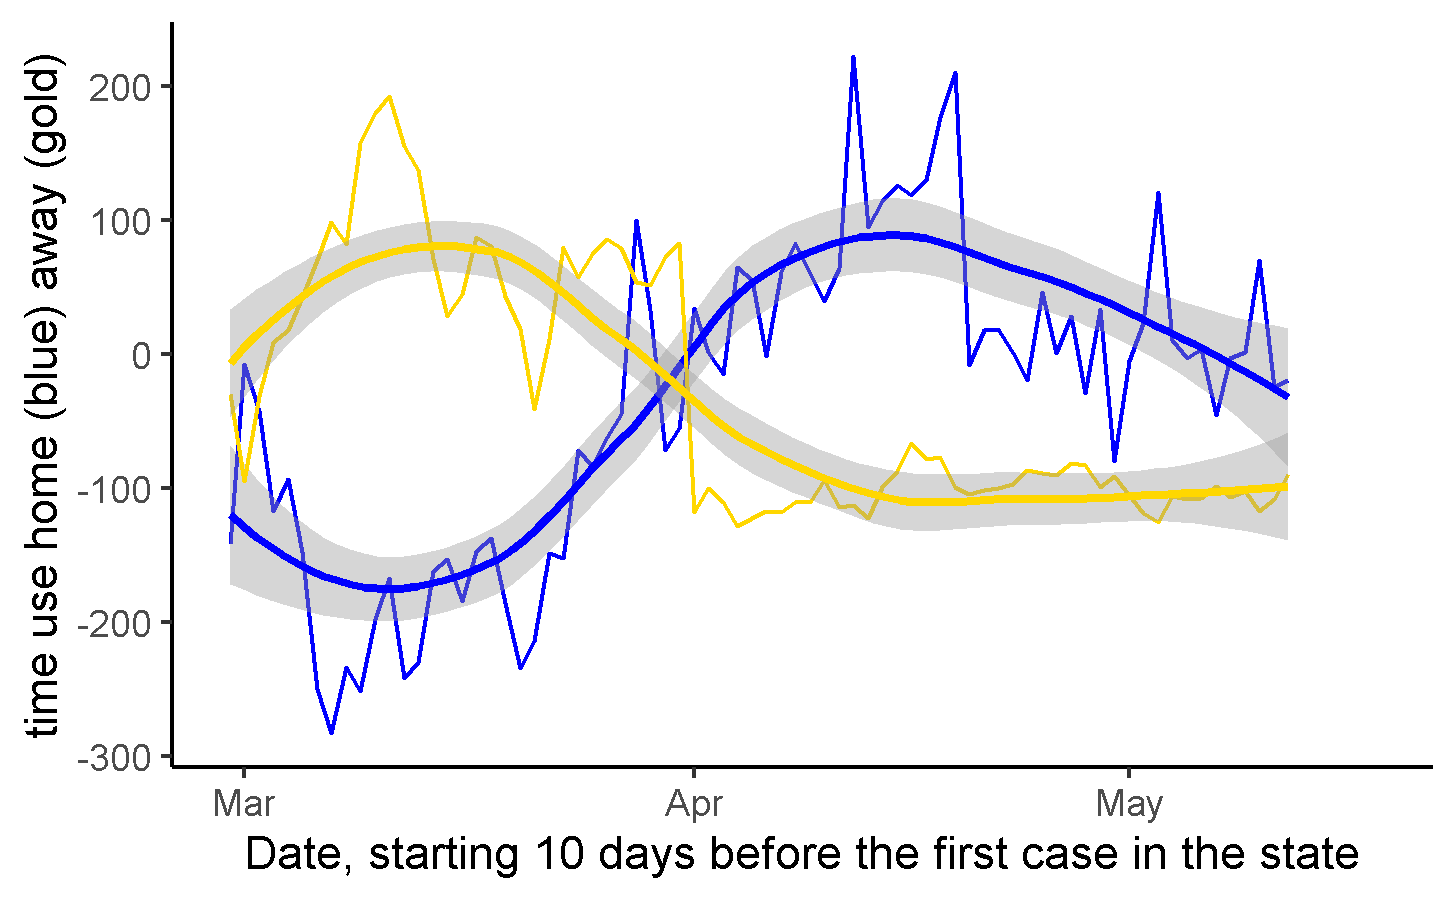 time use home (blue) away (gold)
200
100
0
-100
-200
-300
Mar
Apr
May
Date, starting 10 days before the first case in the state